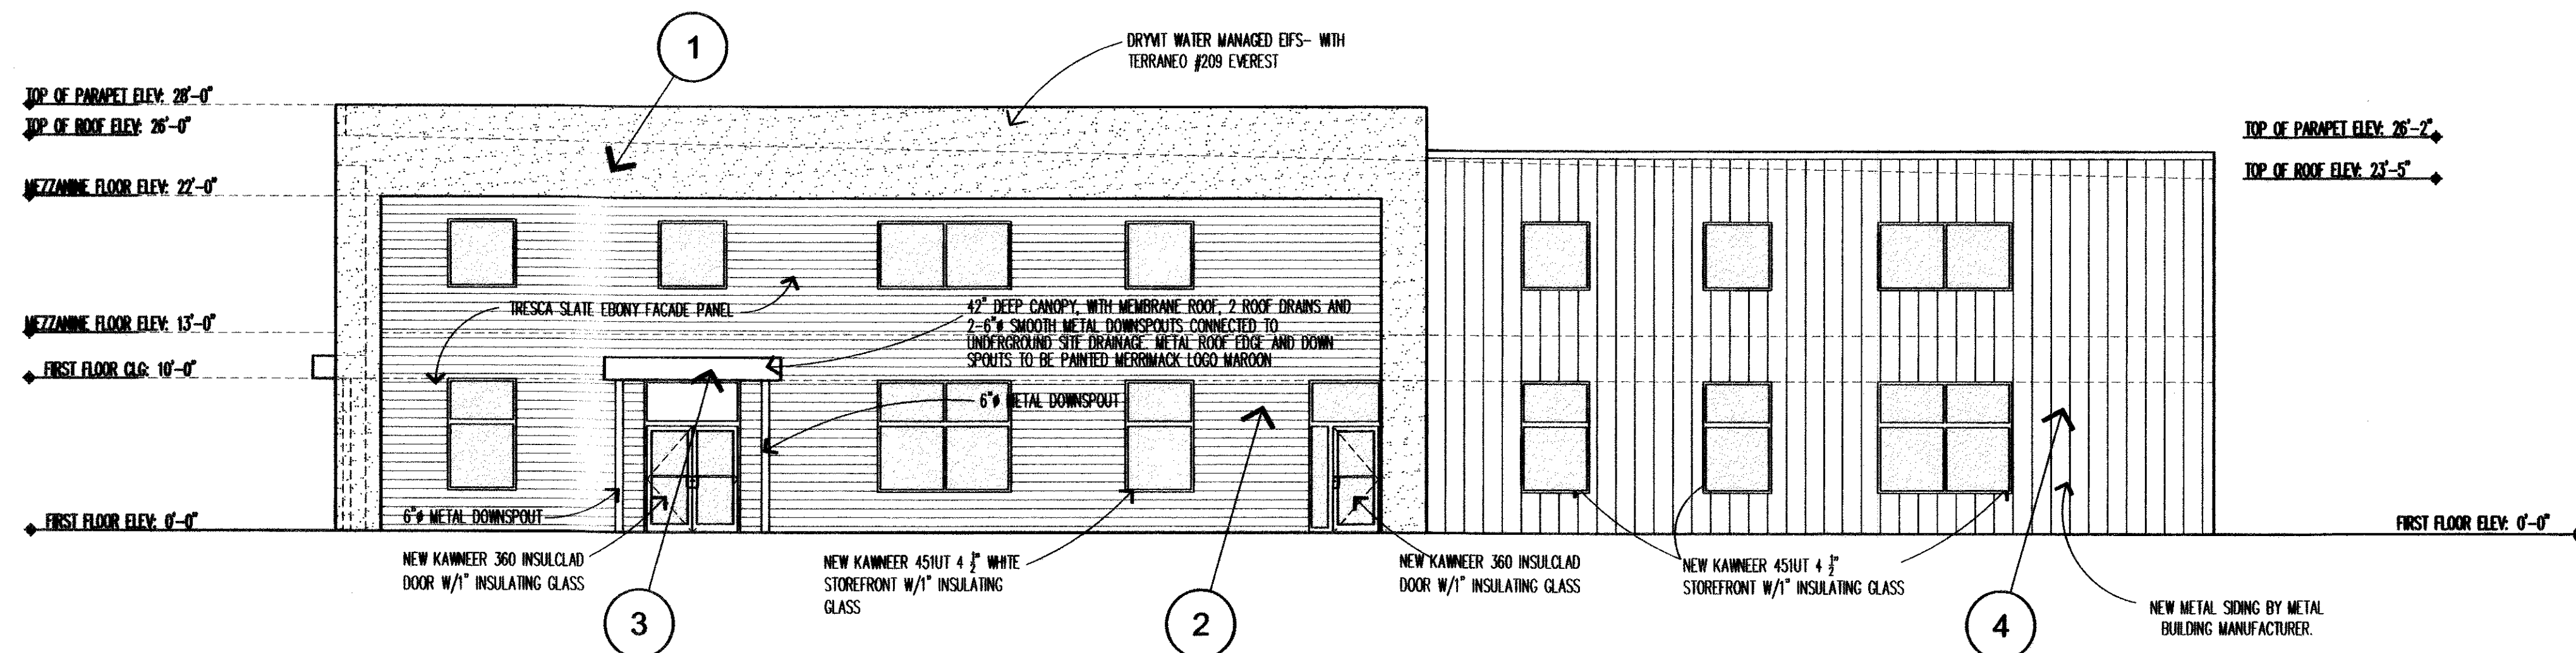 1
DRYVIT WATER MANAGED EIFS- WITH
TERRANEO #209 EVEREST
TOP OF PARAPET ELEV: 28'-0"
TOP OF ROOF ELEV: 26'-0"
MEZZANINE FLOOR ELEV: 22'-0"
MEZZANINE FLOOR ELEV: 13'-0"
FIRST FLOOR CLG: 10'-0"
FIRST FLOOR ELEV: 0'-0"
TOP OF PARAPET ELEV: 26'-2"
TOP OF ROOF ELEV: 23'-5"
FIRST FLOOR ELEV: 0'-0"
TRESCA SLATE EBONY FACADE PANEL
42" DEEP CANOPY, WITH MEMBRANE ROOF, 2 ROOF DRAINS AND
2-6"ø SMOOTH METAL DOWNSPOUTS CONNECTED TO
UNDERGROUND SITE DRAINAGE. METAL ROOF EDGE AND DOWN
SPOUTS TO BE PAINTED MERRIMACK LOGO MAROON
6"ø METAL DOWNSPOUT
6"ø METAL DOWNSPOUT
NEW KAWNEER 360 INSULCLAD
DOOR W/1" INSULATING GLASS
NEW KAWNEER 451UT 4 ½" WHITE
STOREFRONT W/1" INSULATING
GLASS
NEW KAWNEER 360 INSULCLAD
DOOR W/1" INSULATING GLASS
NEW KAWNEER 451UT 4 ½"
STOREFRONT W/1" INSULATING GLASS
NEW METAL SIDING BY METAL
BUILDING MANUFACTURER.
3
2
4